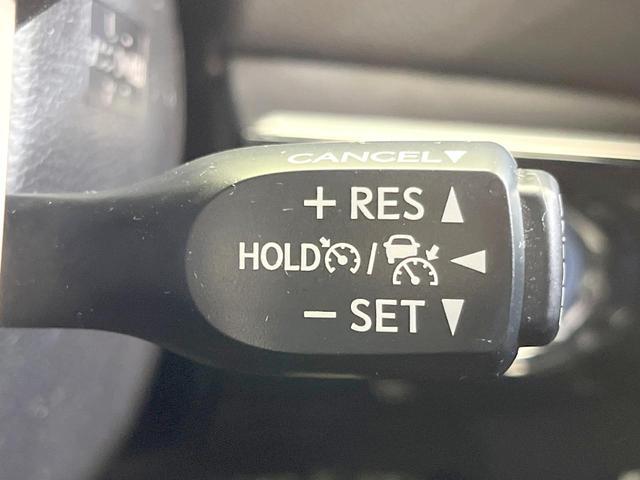 CANCEL▼
+ RES ▲
HOLD / ◀
− SET ▼